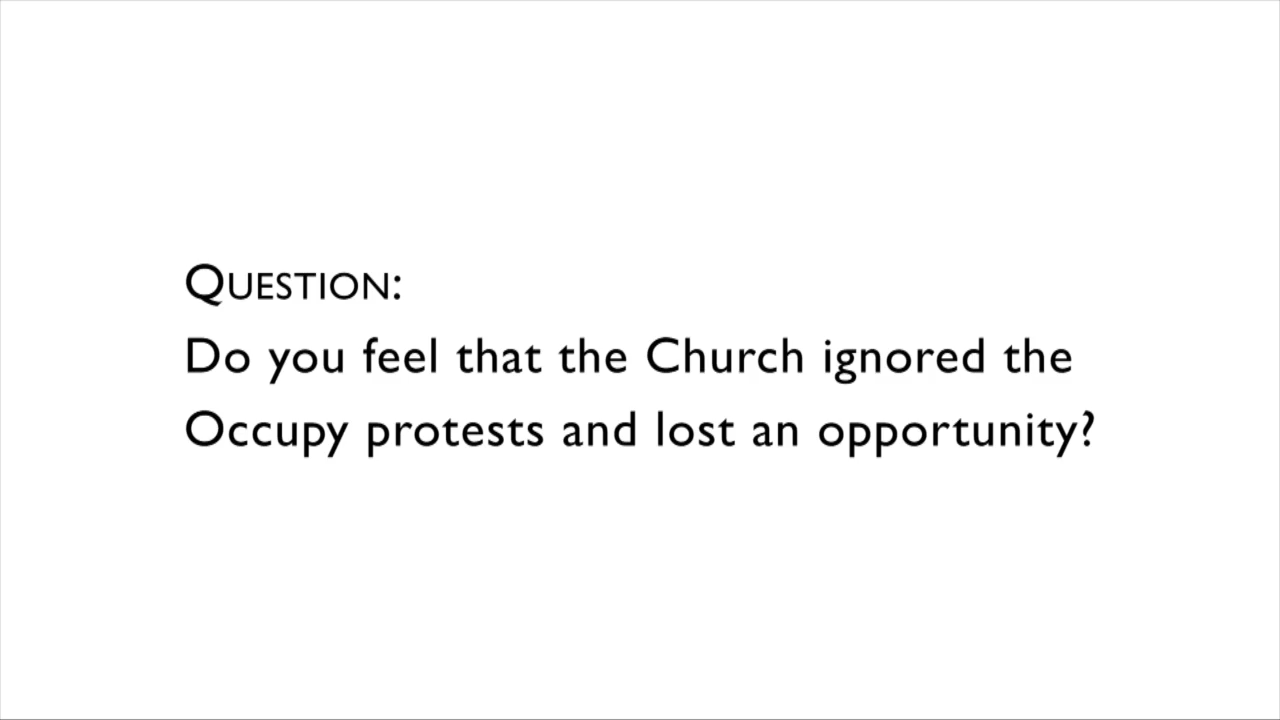 QUESTION:
Do you feel that the Church ignored the
Occupy protests and lost an opportunity?